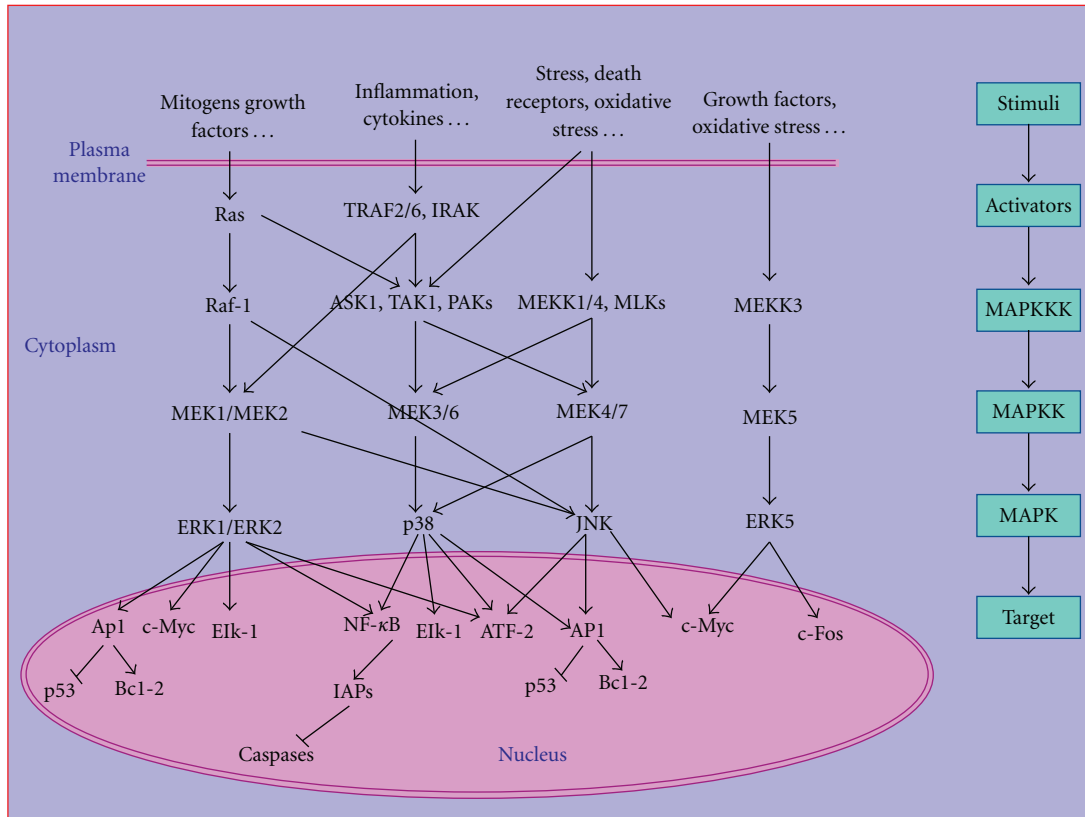 Mitogens growth
factors . . .
Inflammation,
cytokines . . .
Stress, death
receptors, oxidative
stress . . .
Growth factors,
oxidative stress . . .
Stimuli
Plasma
membrane
Ras
TRAF2/6, IRAK
Activators
Raf-1
ASK1, TAK1, PAKs
MEKK1/4, MLKs
MEKK3
MAPKKK
Cytoplasm
MEK1/MEK2
MEK3/6
MEK4/7
MEK5
MAPKK
ERK1/ERK2
p38
JNK
ERK5
MAPK
Ap1
c-Myc
EIk-1
NF-κB
EIk-1
ATF-2
AP1
c-Myc
c-Fos
Target
p53
Bc1-2
IAPs
p53
Bc1-2
Caspases
Nucleus